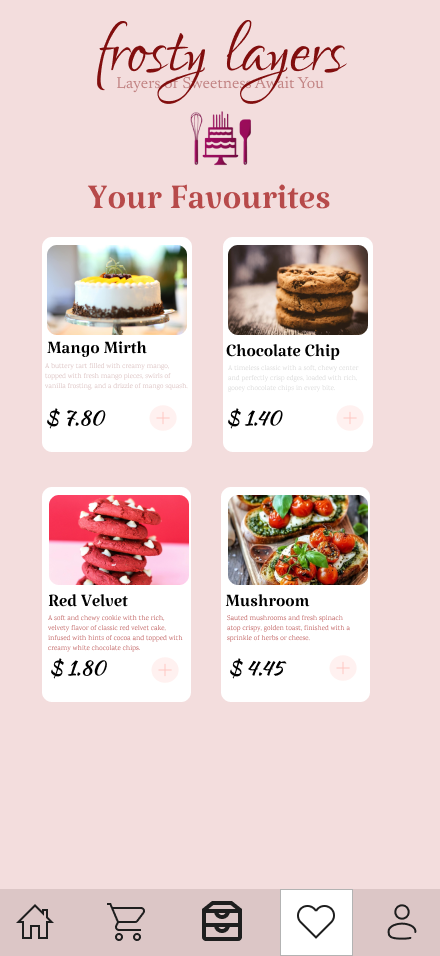 frosty layers
Layers of Sweetness Await You
Your Favourites
Mango Mirth
A buttery tart filled with creamy mango,
topped with fresh mango pieces, swirls of
vanilla frosting, and a drizzle of mango squash.
$ 7.80
Chocolate Chip
A timeless classic with a soft, chewy center
and perfectly crisp edges, loaded with rich,
gooey chocolate chips in every bite.
$ 1.40
Red Velvet
A soft and chewy cookie with the rich,
velvety flavor of classic red velvet cake,
infused with hints of cocoa and topped with
creamy white chocolate chips.
$ 1.80
Mushroom
Sauted mushrooms and fresh spinach
atop crispy, golden toast, finished with a
sprinkle of herbs or cheese.
$ 4.45